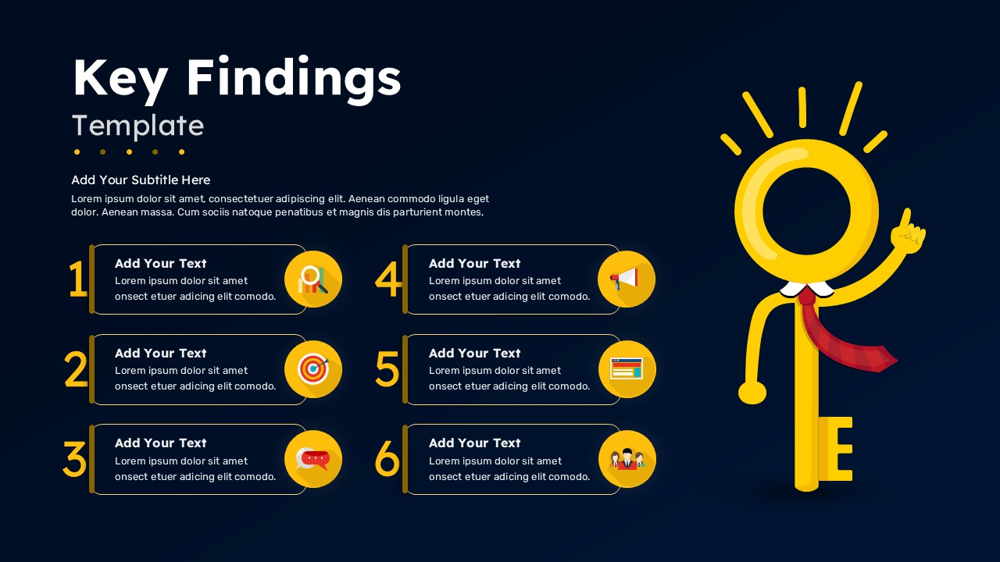 Key Findings
Template
Add Your Subtitle Here
Lorem ipsum dolor sit amet, consectetuer adipiscing elit. Aenean commodo ligula eget
dolor. Aenean massa. Cum sociis natoque penatibus et magnis dis parturient montes,
1
Add Your Text
Lorem ipsum dolor sit amet
onsect etuer adicing elit comodo.
2
Add Your Text
Lorem ipsum dolor sit amet
onsect etuer adicing elit comodo.
3
Add Your Text
Lorem ipsum dolor sit amet
onsect etuer adicing elit comodo.
4
Add Your Text
Lorem ipsum dolor sit amet
onsect etuer adicing elit comodo.
5
Add Your Text
Lorem ipsum dolor sit amet
onsect etuer adicing elit comodo.
6
Add Your Text
Lorem ipsum dolor sit amet
onsect etuer adicing elit comodo.